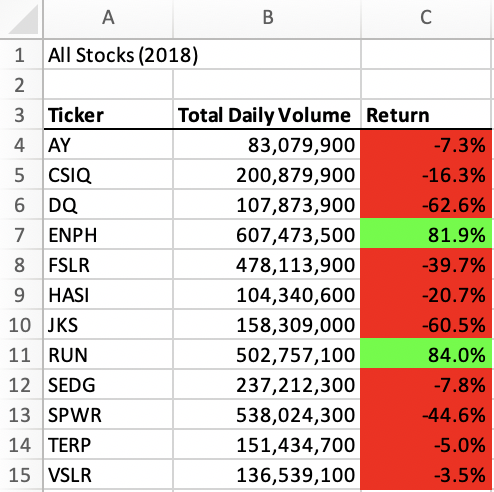 A B C
1 All Stocks (2018)
2
3 Ticker Total Daily Volume Return
4 AY 83,079,900 -7.3%
5 CSIQ 200,879,900 -16.3%
6 DQ 107,873,900 -62.6%
7 ENPH 607,473,500 81.9%
8 FSLR 478,113,900 -39.7%
9 HASI 104,340,600 -20.7%
10 JKS 158,309,000 -60.5%
11 RUN 502,757,100 84.0%
12 SEDG 237,212,300 -7.8%
13 SPWR 538,024,300 -44.6%
14 TERP 151,434,700 -5.0%
15 VSLR 136,539,100 -3.5%